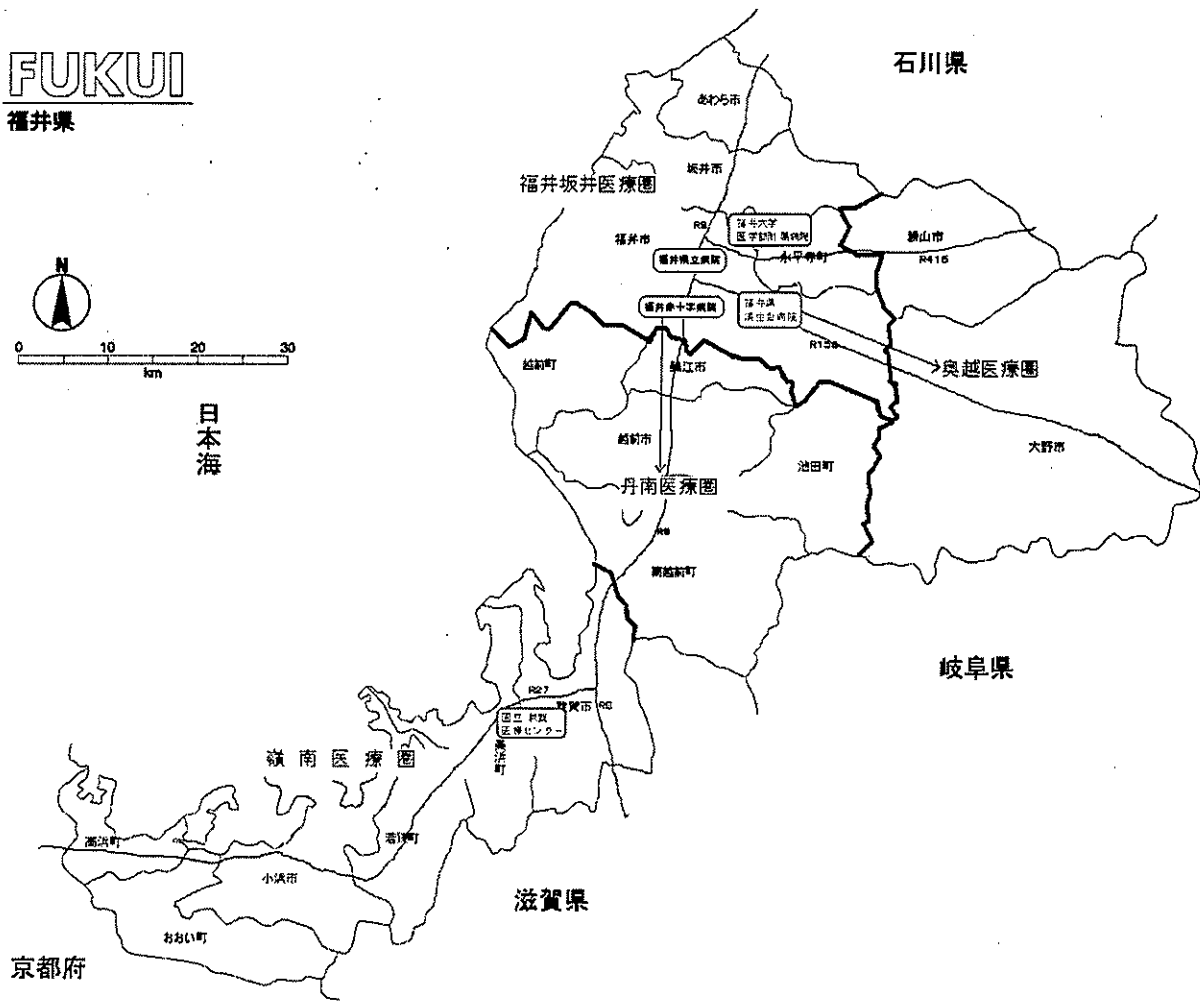 FUKUI
福井県
石川県
あわら市
坂井市
福井坂井医療圏
福井市
R8
福井大学
医学部附属病院
勝山市
福井県立病院
永平寺町
R416
N
福井赤十字病院
福井県
済生会病院
0 10 20 30
km
R158
越前町
鯖江市
奥越医療圏
日本海
越前市
大野市
池田町
丹南医療圏
R8
南越前町
岐阜県
R27
敦賀市
R8
国立病院
医療センター
美浜町
嶺南医療圏
高浜町
若狭町
小浜市
滋賀県
おおい町
京都府